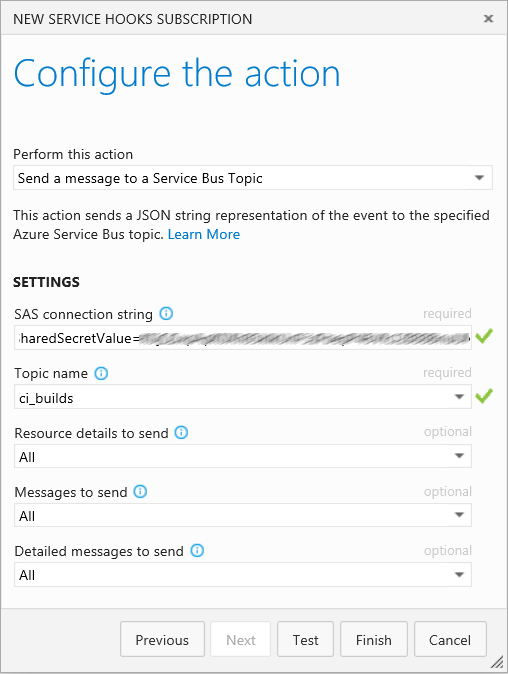 NEW SERVICE HOOKS SUBSCRIPTION
Configure the action
Perform this action
Send a message to a Service Bus Topic
This action sends a JSON string representation of the event to the specified
Azure Service Bus topic. Learn More
SETTINGS
SAS connection string required
haredSecretValue=
Topic name required
ci_builds
Resource details to send optional
All
Messages to send optional
All
Detailed messages to send optional
All
Previous Next Test Finish Cancel